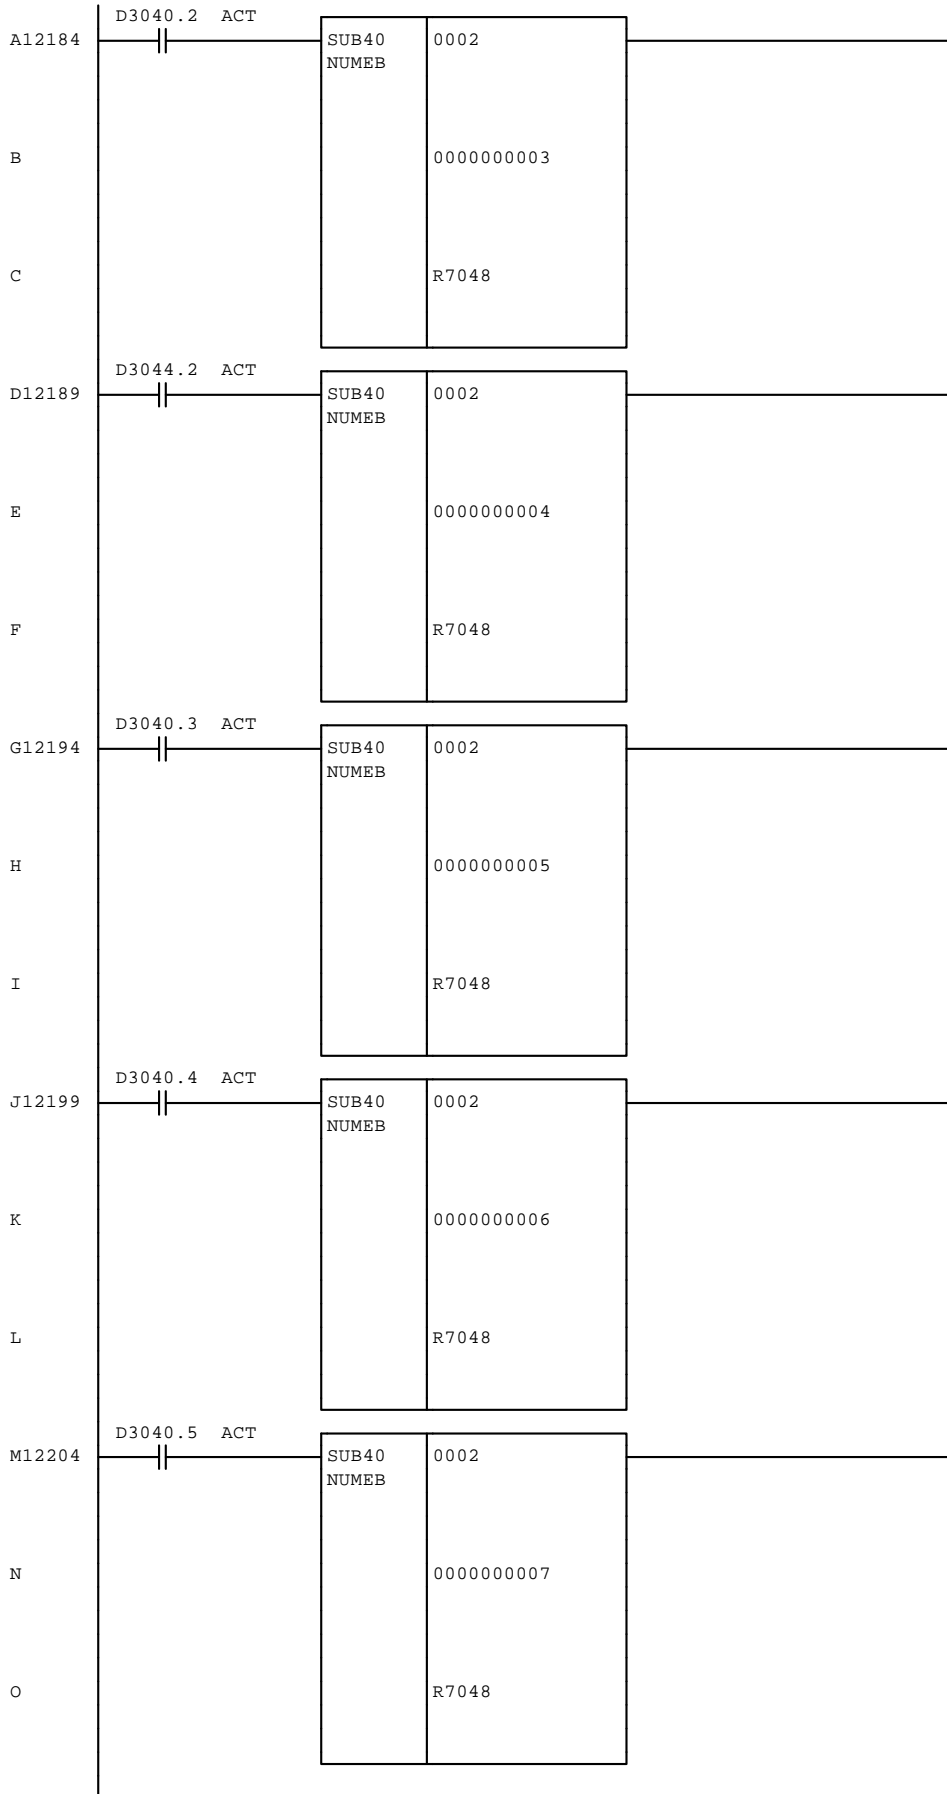 D3040.2 ACT
A12184 SUB40 0002
NUMEB
B 0000000003
C R7048
D3044.2 ACT
D12189 SUB40 0002
NUMEB
E 0000000004
F R7048
D3040.3 ACT
G12194 SUB40 0002
NUMEB
H 0000000005
I R7048
D3040.4 ACT
J12199 SUB40 0002
NUMEB
K 0000000006
L R7048
D3040.5 ACT
M12204 SUB40 0002
NUMEB
N 0000000007
O R7048